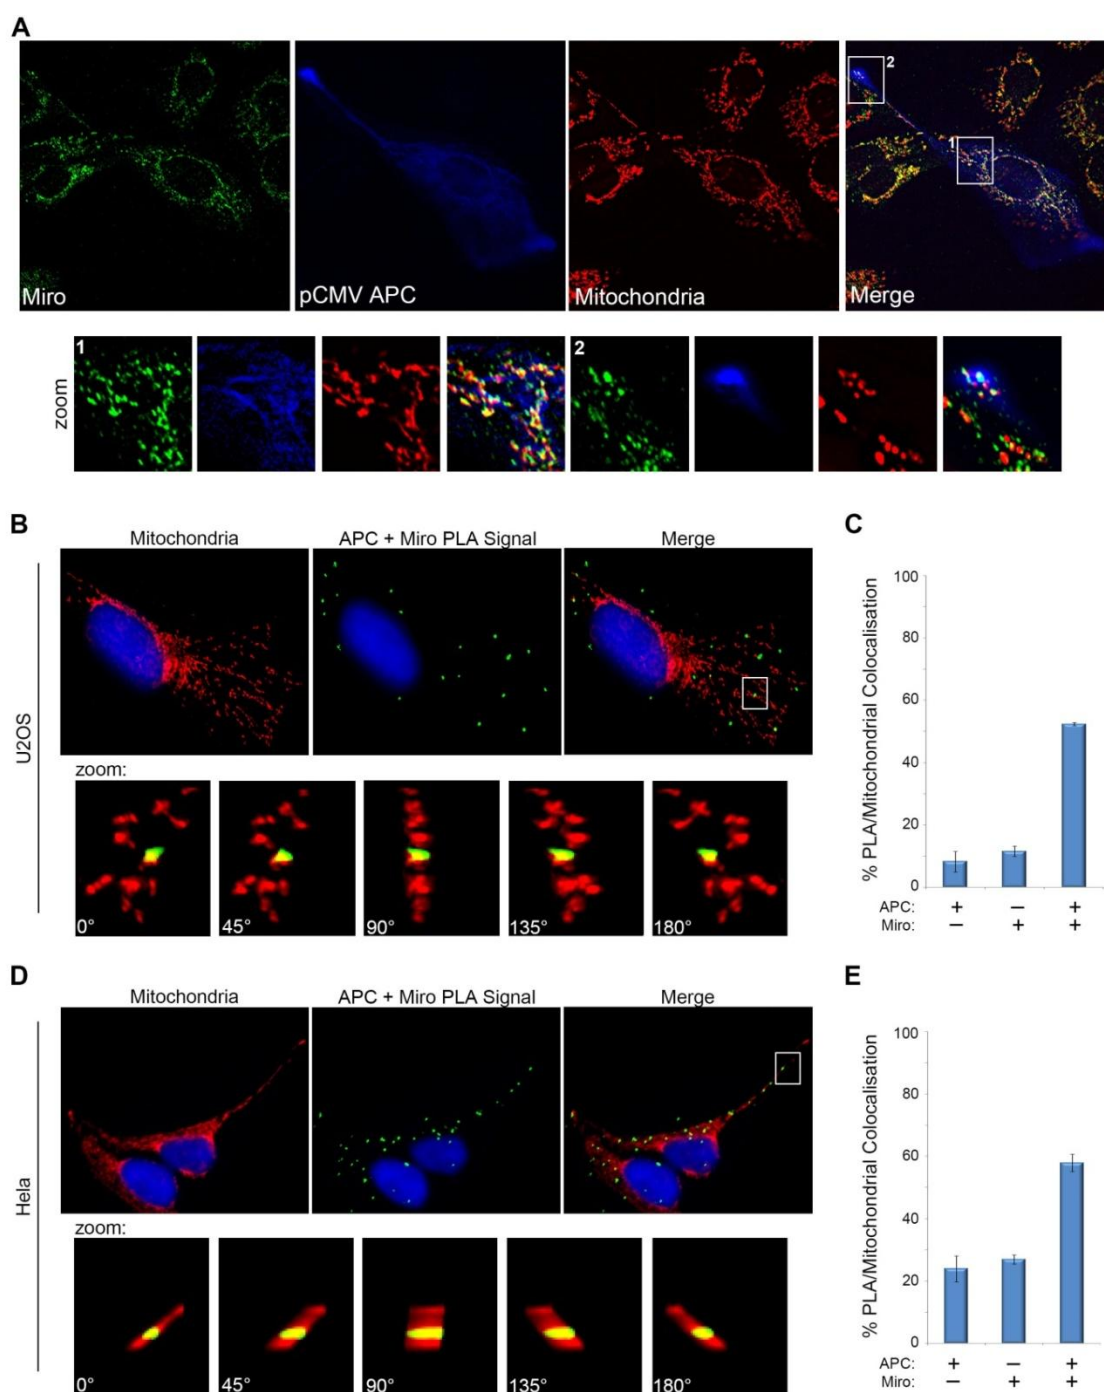 A
Miro
pCMV APC
Mitochondria
Merge
2
1
zoom
1
2
B
Mitochondria
APC + Miro PLA Signal
Merge
U2OS
zoom:
0°
45°
90°
135°
180°
C
% PLA/Mitochondrial Colocalisation
100
80
60
40
20
0
APC: + – +
Miro: – + +
D
Mitochondria
APC + Miro PLA Signal
Merge
Hela
zoom:
0°
45°
90°
135°
180°
E
% PLA/Mitochondrial Colocalisation
100
80
60
40
20
0
APC: + – +
Miro: – + +